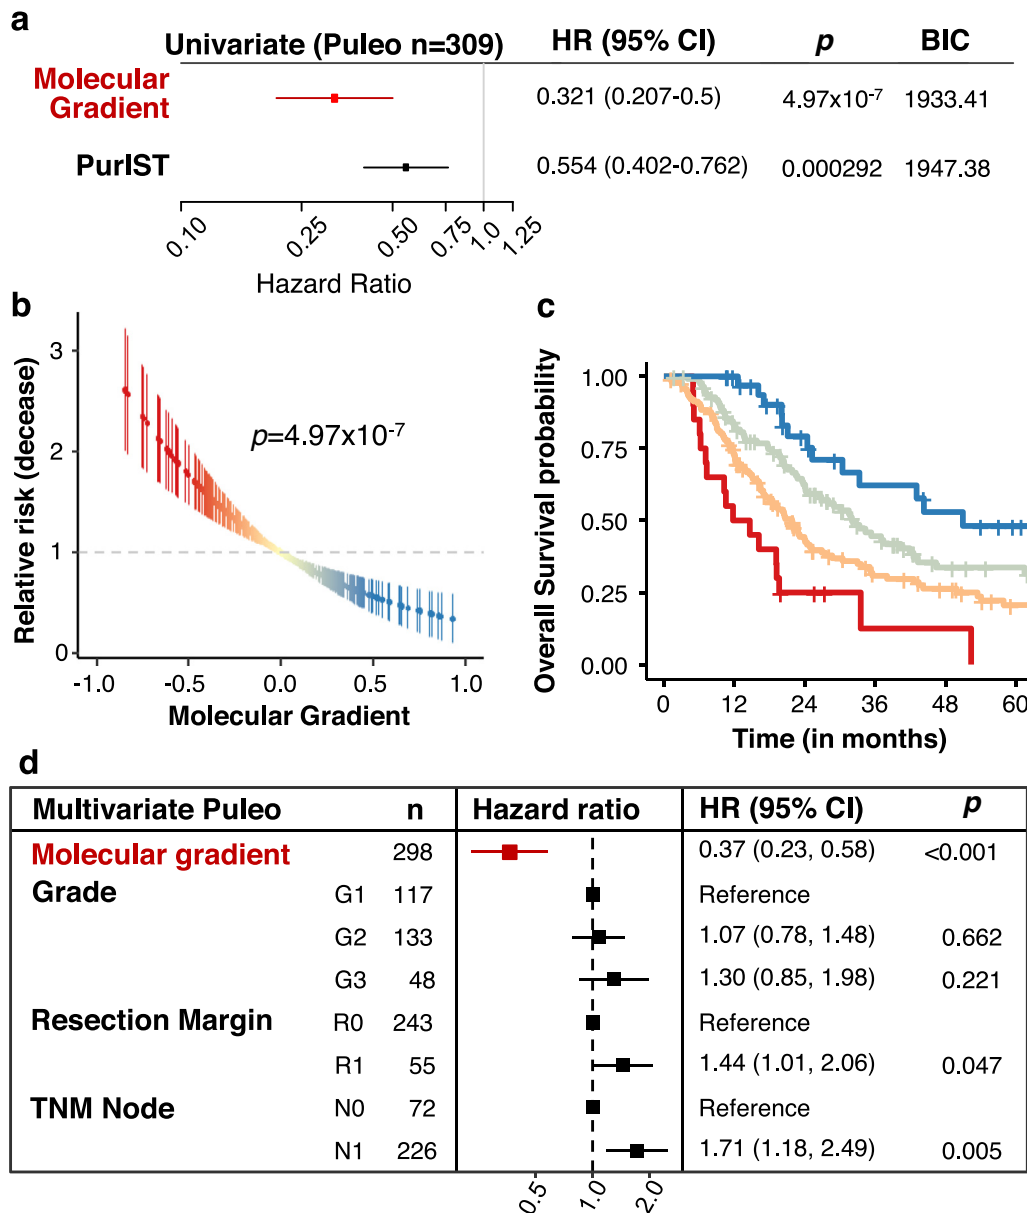 a
Univariate (Puleo n=309) HR (95% CI) p BIC
Molecular
Gradient
0.321 (0.207-0.5) 4.97x10-7 1933.41
PurIST 0.554 (0.402-0.762) 0.000292 1947.38
0.10 0.25 0.50 0.75 1.0 1.25
Hazard Ratio
b
Relative risk (decease)
3
2
1
0
p=4.97x10-7
-1.0 -0.5 0.0 0.5 1.0
Molecular Gradient
c
Overall Survival probability
1.00
0.75
0.50
0.25
0.00
0 12 24 36 48 60
Time (in months)
d
Multivariate Puleo n Hazard ratio HR (95% CI) p
Molecular gradient 298 0.37 (0.23, 0.58) <0.001
Grade G1 117 Reference
G2 133 1.07 (0.78, 1.48) 0.662
G3 48 1.30 (0.85, 1.98) 0.221
Resection Margin R0 243 Reference
R1 55 1.44 (1.01, 2.06) 0.047
TNM Node N0 72 Reference
N1 226 1.71 (1.18, 2.49) 0.005
0.5 1.0 2.0